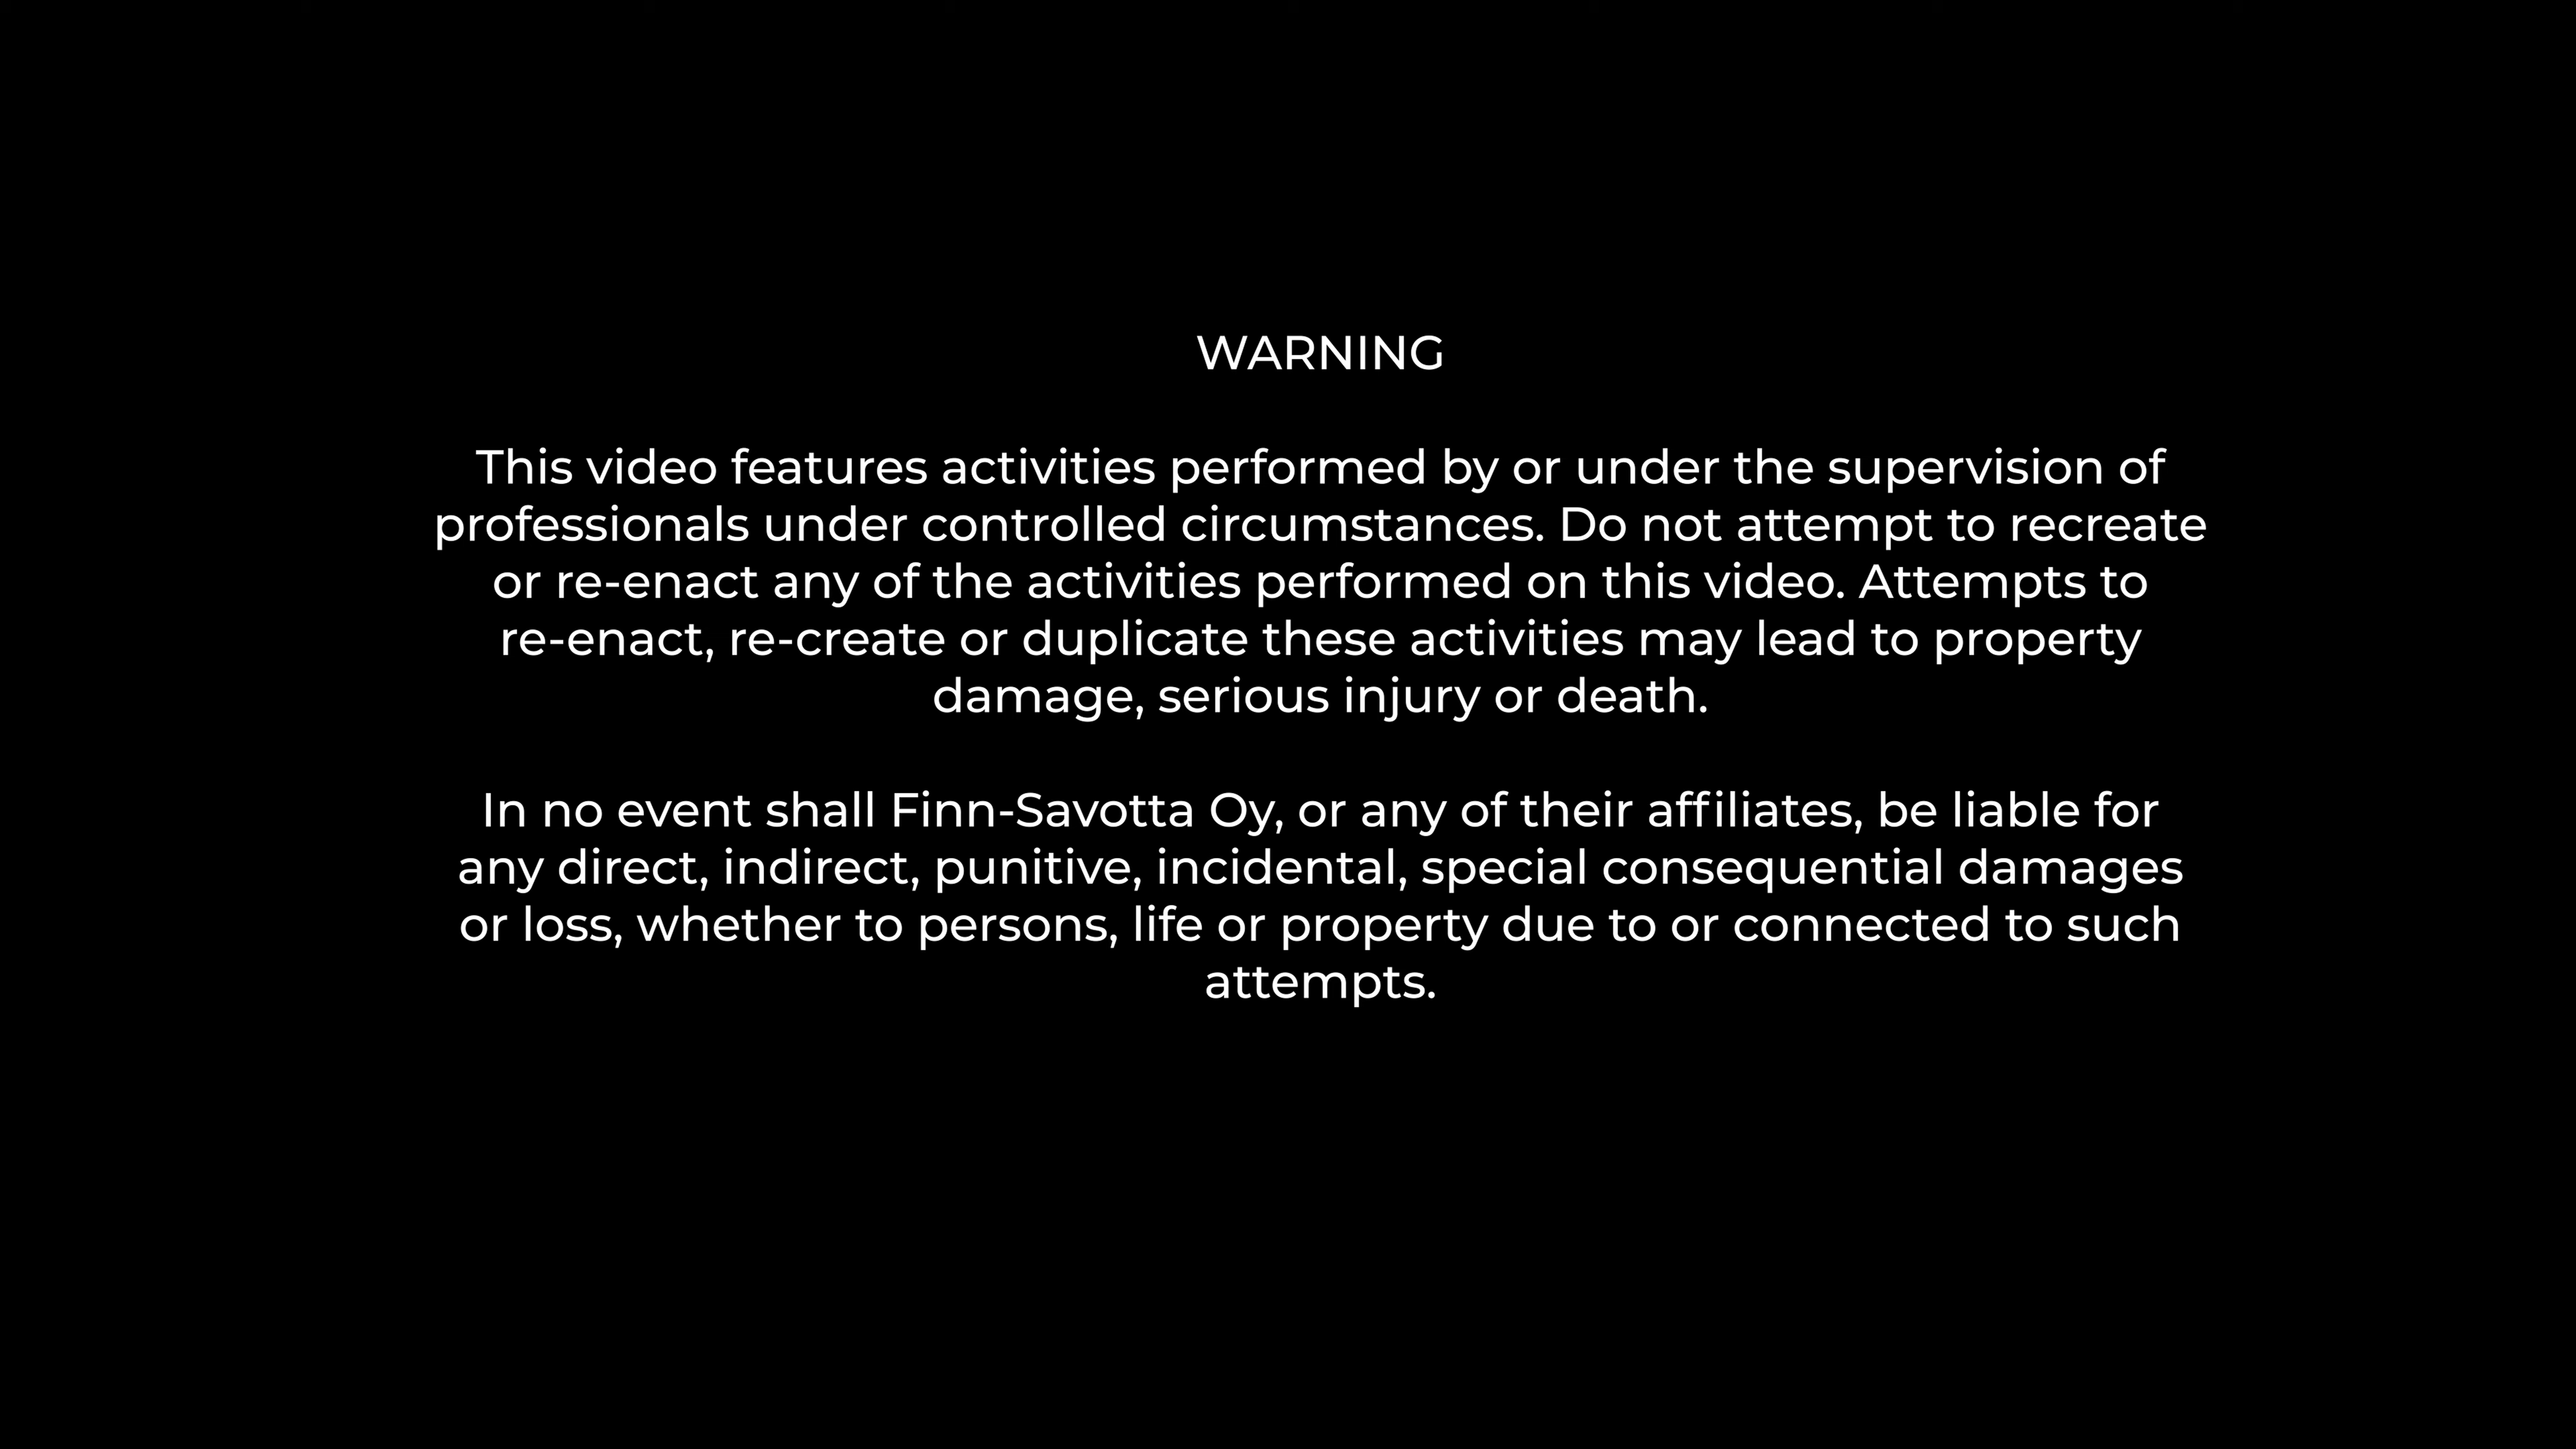 WARNING
This video features activities performed by or under the supervision of
professionals under controlled circumstances. Do not attempt to recreate
or re-enact any of the activities performed on this video. Attempts to
re-enact, re-create or duplicate these activities may lead to property
damage, serious injury or death.
In no event shall Finn-Savotta Oy, or any of their affiliates, be liable for
any direct, indirect, punitive, incidental, special consequential damages
or loss, whether to persons, life or property due to or connected to such
attempts.